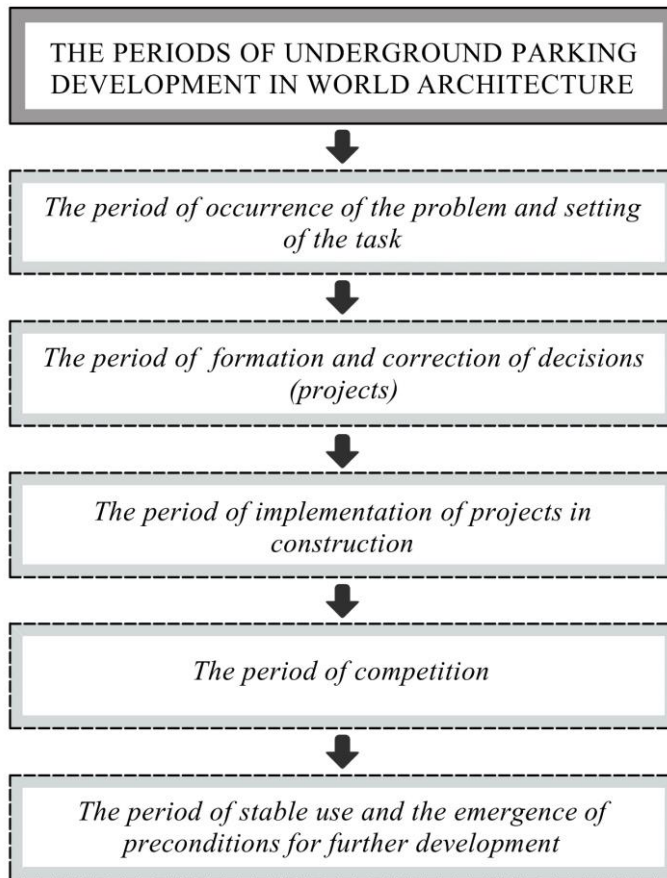 THE PERIODS OF UNDERGROUND PARKING
DEVELOPMENT IN WORLD ARCHITECTURE
The period of occurrence of the problem and setting
of the task
The period of formation and correction of decisions
(projects)
The period of implementation of projects in
construction
The period of competition
The period of stable use and the emergence of
preconditions for further development